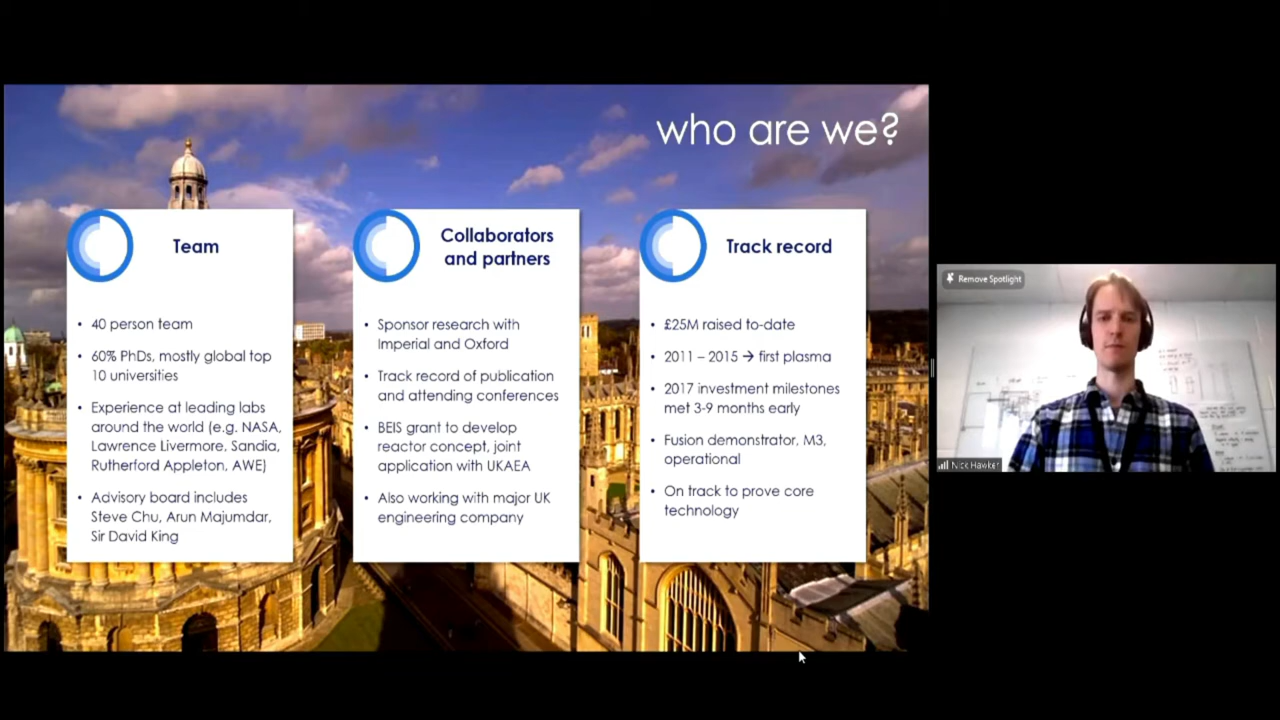 who are we?
Team
• 40 person team
• 60% PhDs, mostly global top
10 universities
• Experience at leading labs
around the world (e.g. NASA,
Lawrence Livermore, Sandia,
Rutherford Appleton, AWE)
• Advisory board includes
Steve Chu, Arun Majumdar,
Sir David King
Collaborators
and partners
• Sponsor research with
Imperial and Oxford
• Track record of publication
and attending conferences
• BEIS grant to develop
reactor concept, joint
application with UKAEA
• Also working with major UK
engineering company
Track record
• £25M raised to-date
• 2011 – 2015 → first plasma
• 2017 investment milestones
met 3-9 months early
• Fusion demonstrator, M3,
operational
• On track to prove core
technology
Remove Spotlight
Nick Hawker